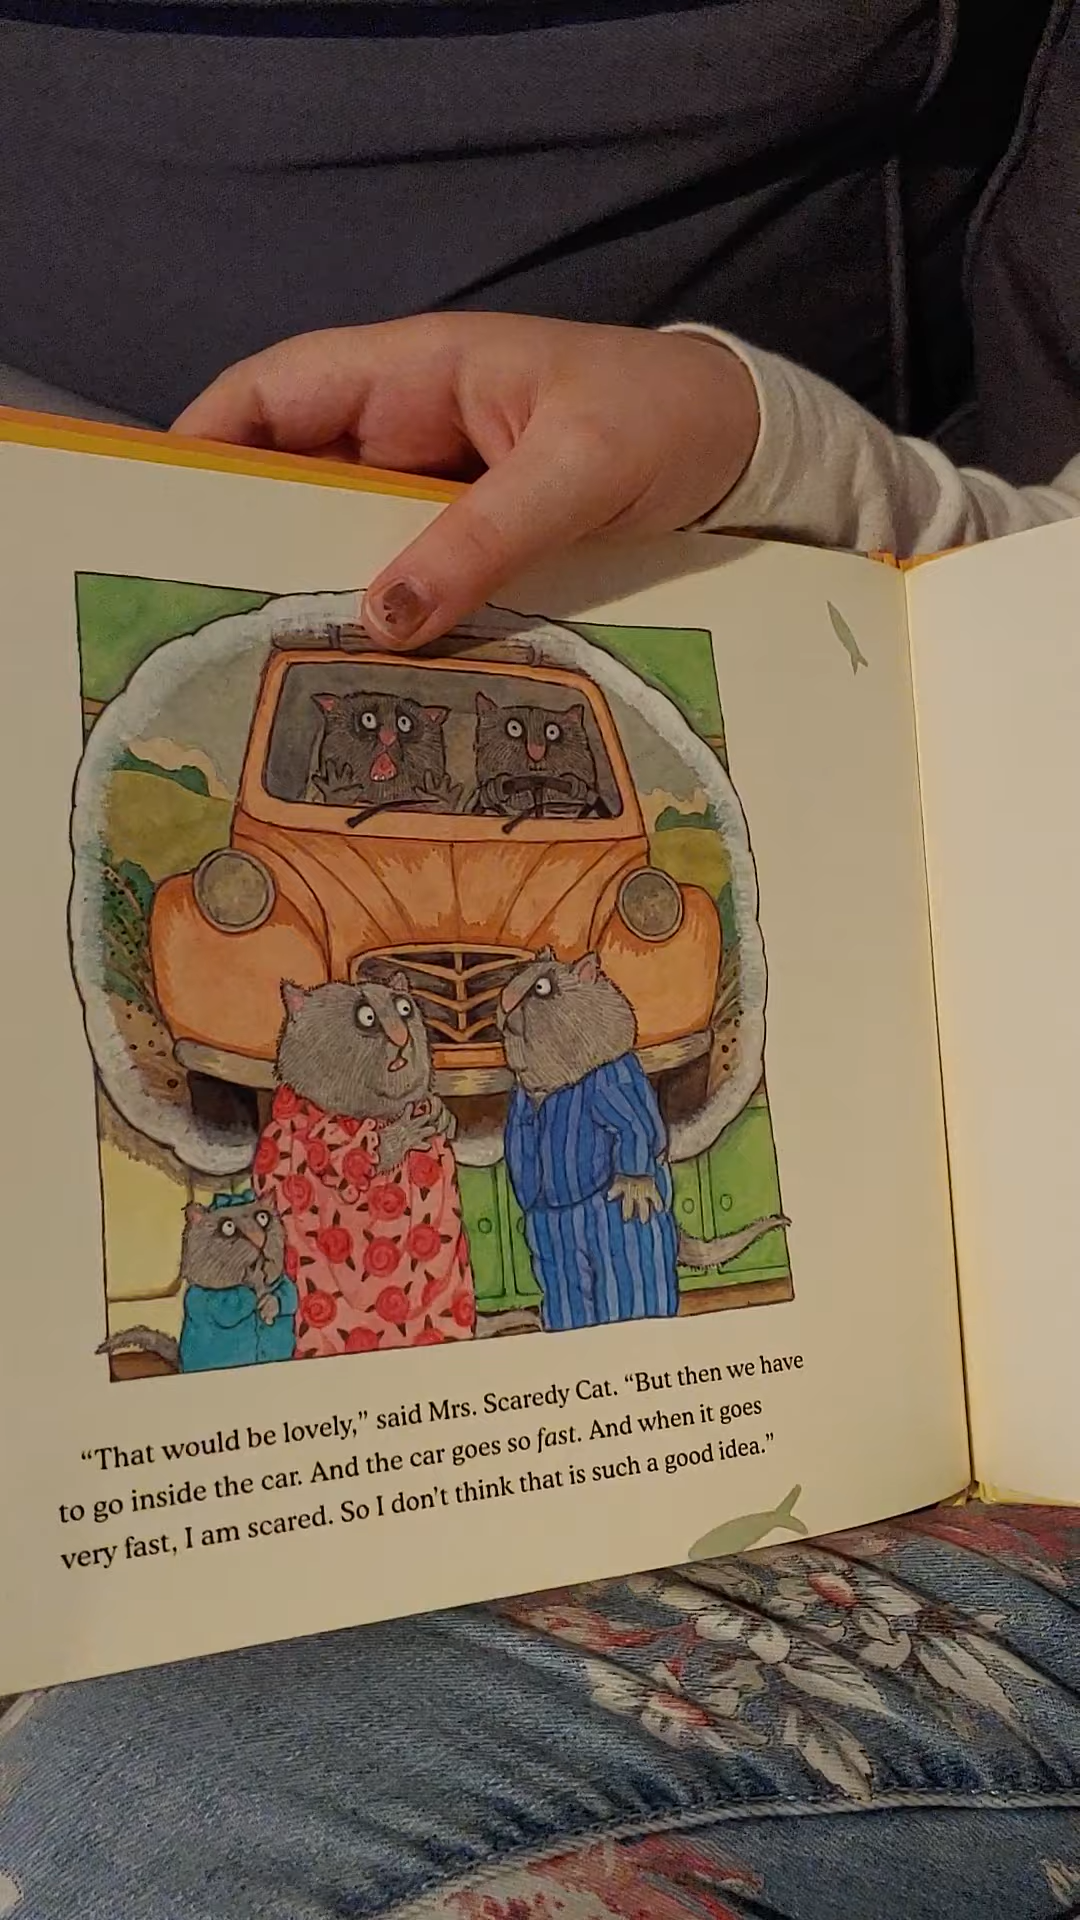 “That would be lovely,” said Mrs. Scaredy Cat. “But then we have
to go inside the car. And the car goes so fast. And when it goes
very fast, I am scared. So I don't think that is such a good idea.”